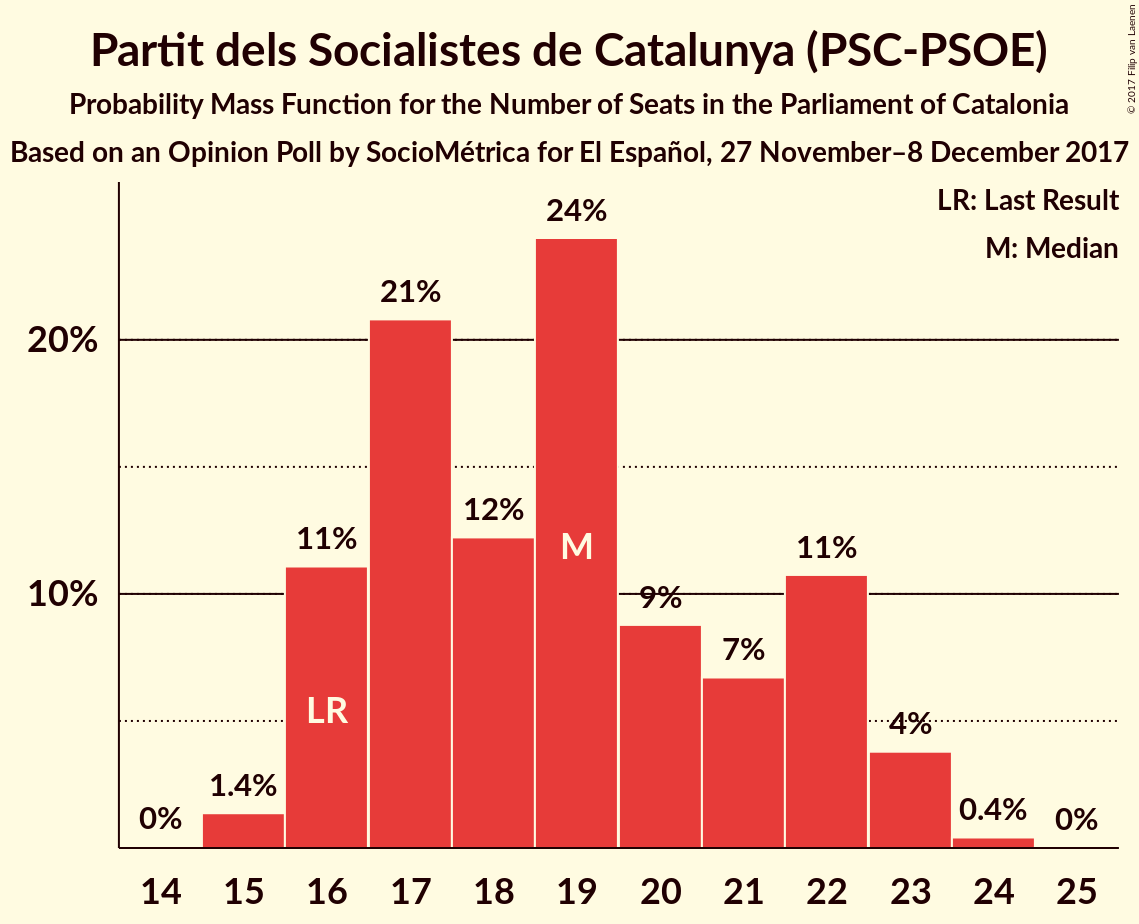 Partit dels Socialistes de Catalunya (PSC-PSOE)
Probability Mass Function for the Number of Seats in the Parliament of Catalonia
Based on an Opinion Poll by SocioMétrica for El Español, 27 November–8 December 2017
© 2017 Filip van Laenen
LR: Last Result
M: Median
20%
10%
0%
1.4%
11%
21%
12%
24%
9%
7%
11%
4%
0.4%
0%
LR
M
14 15 16 17 18 19 20 21 22 23 24 25